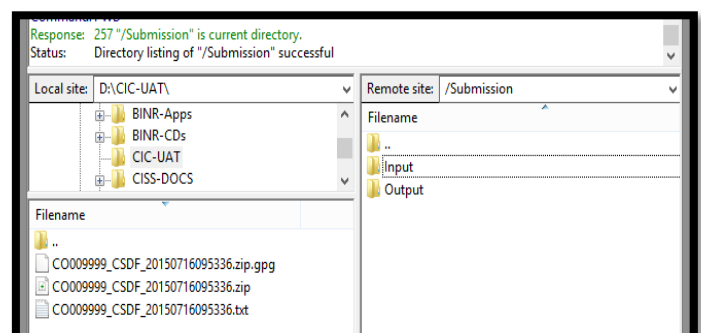 Response: 257 "/Submission" is current directory.
Status: Directory listing of "/Submission" successful
Local site: D:\CIC-UAT\
Remote site: /Submission
BINR-Apps
BINR-CDs
CIC-UAT
CISS-DOCS
Filename
..
Input
Output
Filename
..
CO009999_CSDF_20150716095336.zip.gpg
CO009999_CSDF_20150716095336.zip
CO009999_CSDF_20150716095336.txt